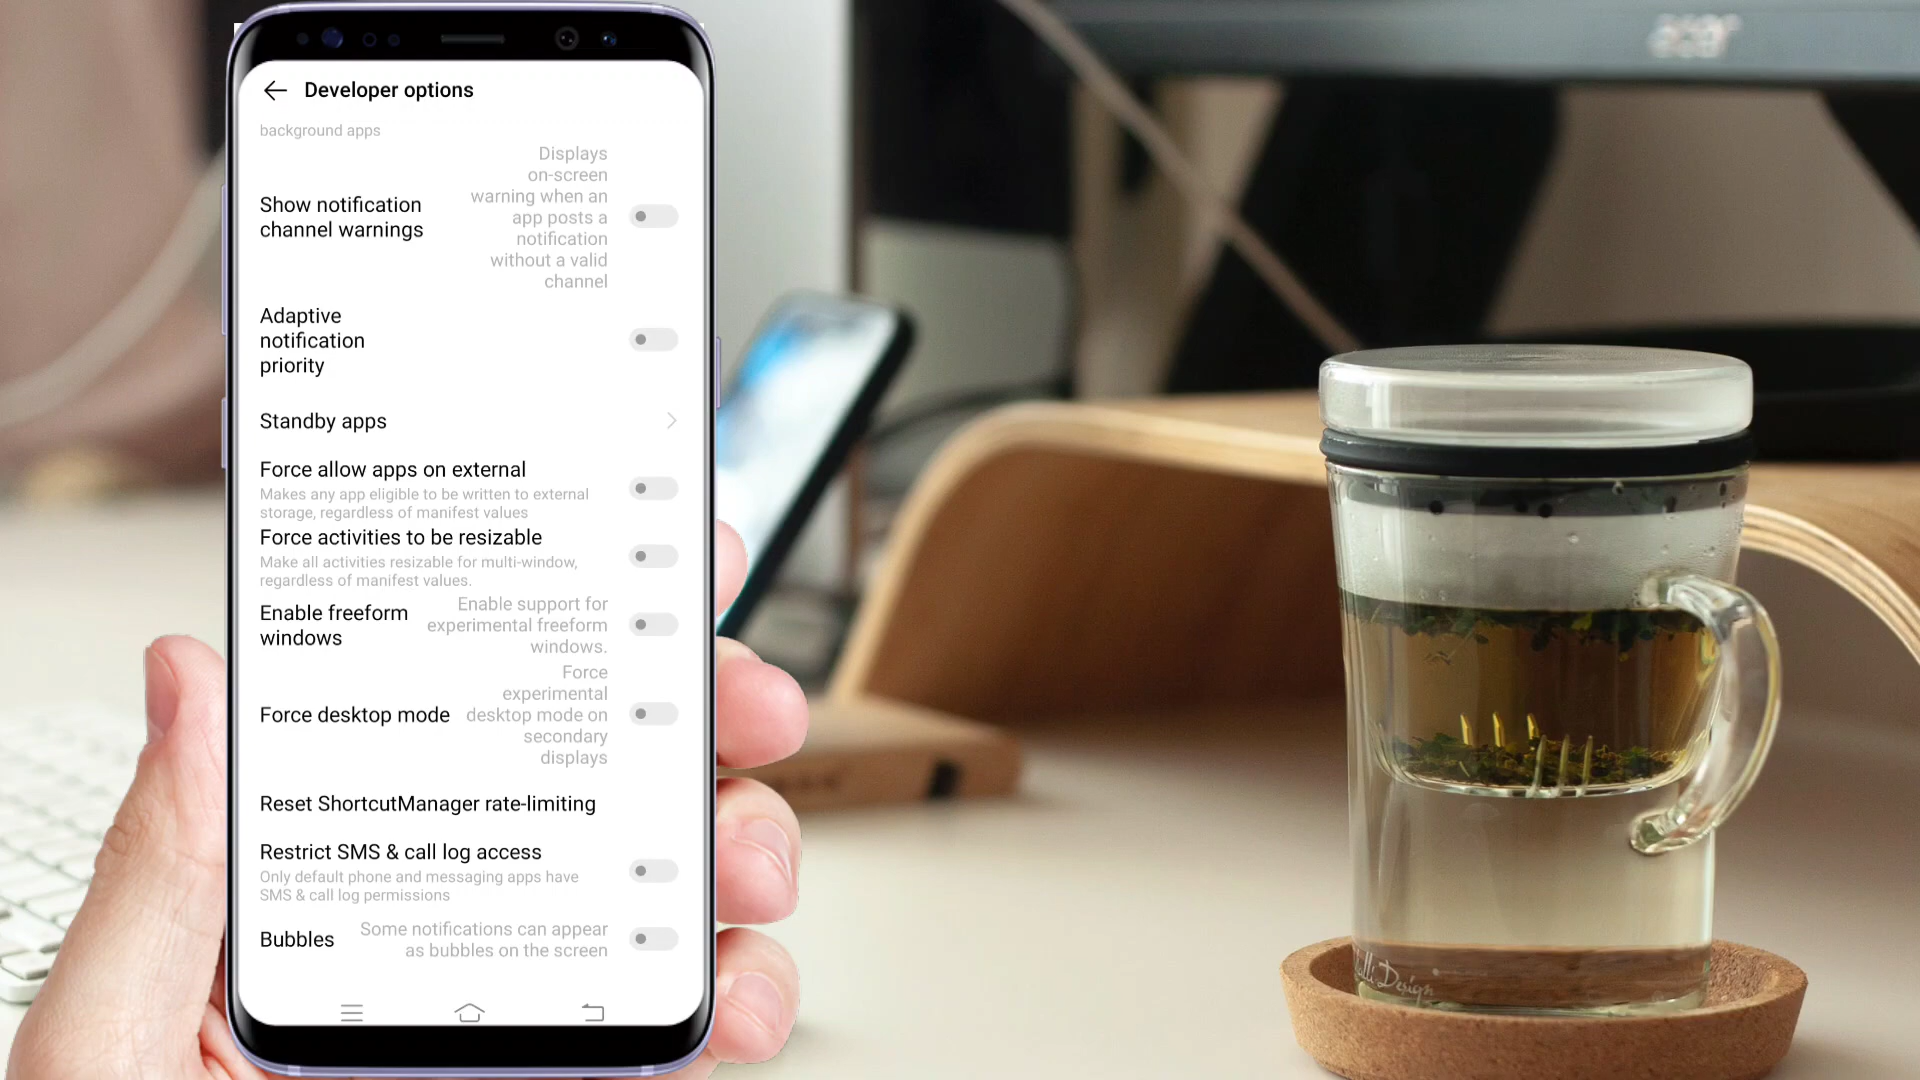 acer
Developer options
background apps
Show notification
channel warnings
Displays
on-screen
warning when an
app posts a
notification
without a valid
channel
Adaptive
notification
priority
Standby apps
Force allow apps on external
Makes any app eligible to be written to external
storage, regardless of manifest values
Force activities to be resizable
Make all activities resizable for multi-window,
regardless of manifest values.
Enable freeform
windows
Enable support for
experimental freeform
windows.
Force desktop mode
Force
experimental
desktop mode on
secondary
displays
Reset ShortcutManager rate-limiting
Restrict SMS & call log access
Only default phone and messaging apps have
SMS & call log permissions
Bubbles
Some notifications can appear
as bubbles on the screen
Design